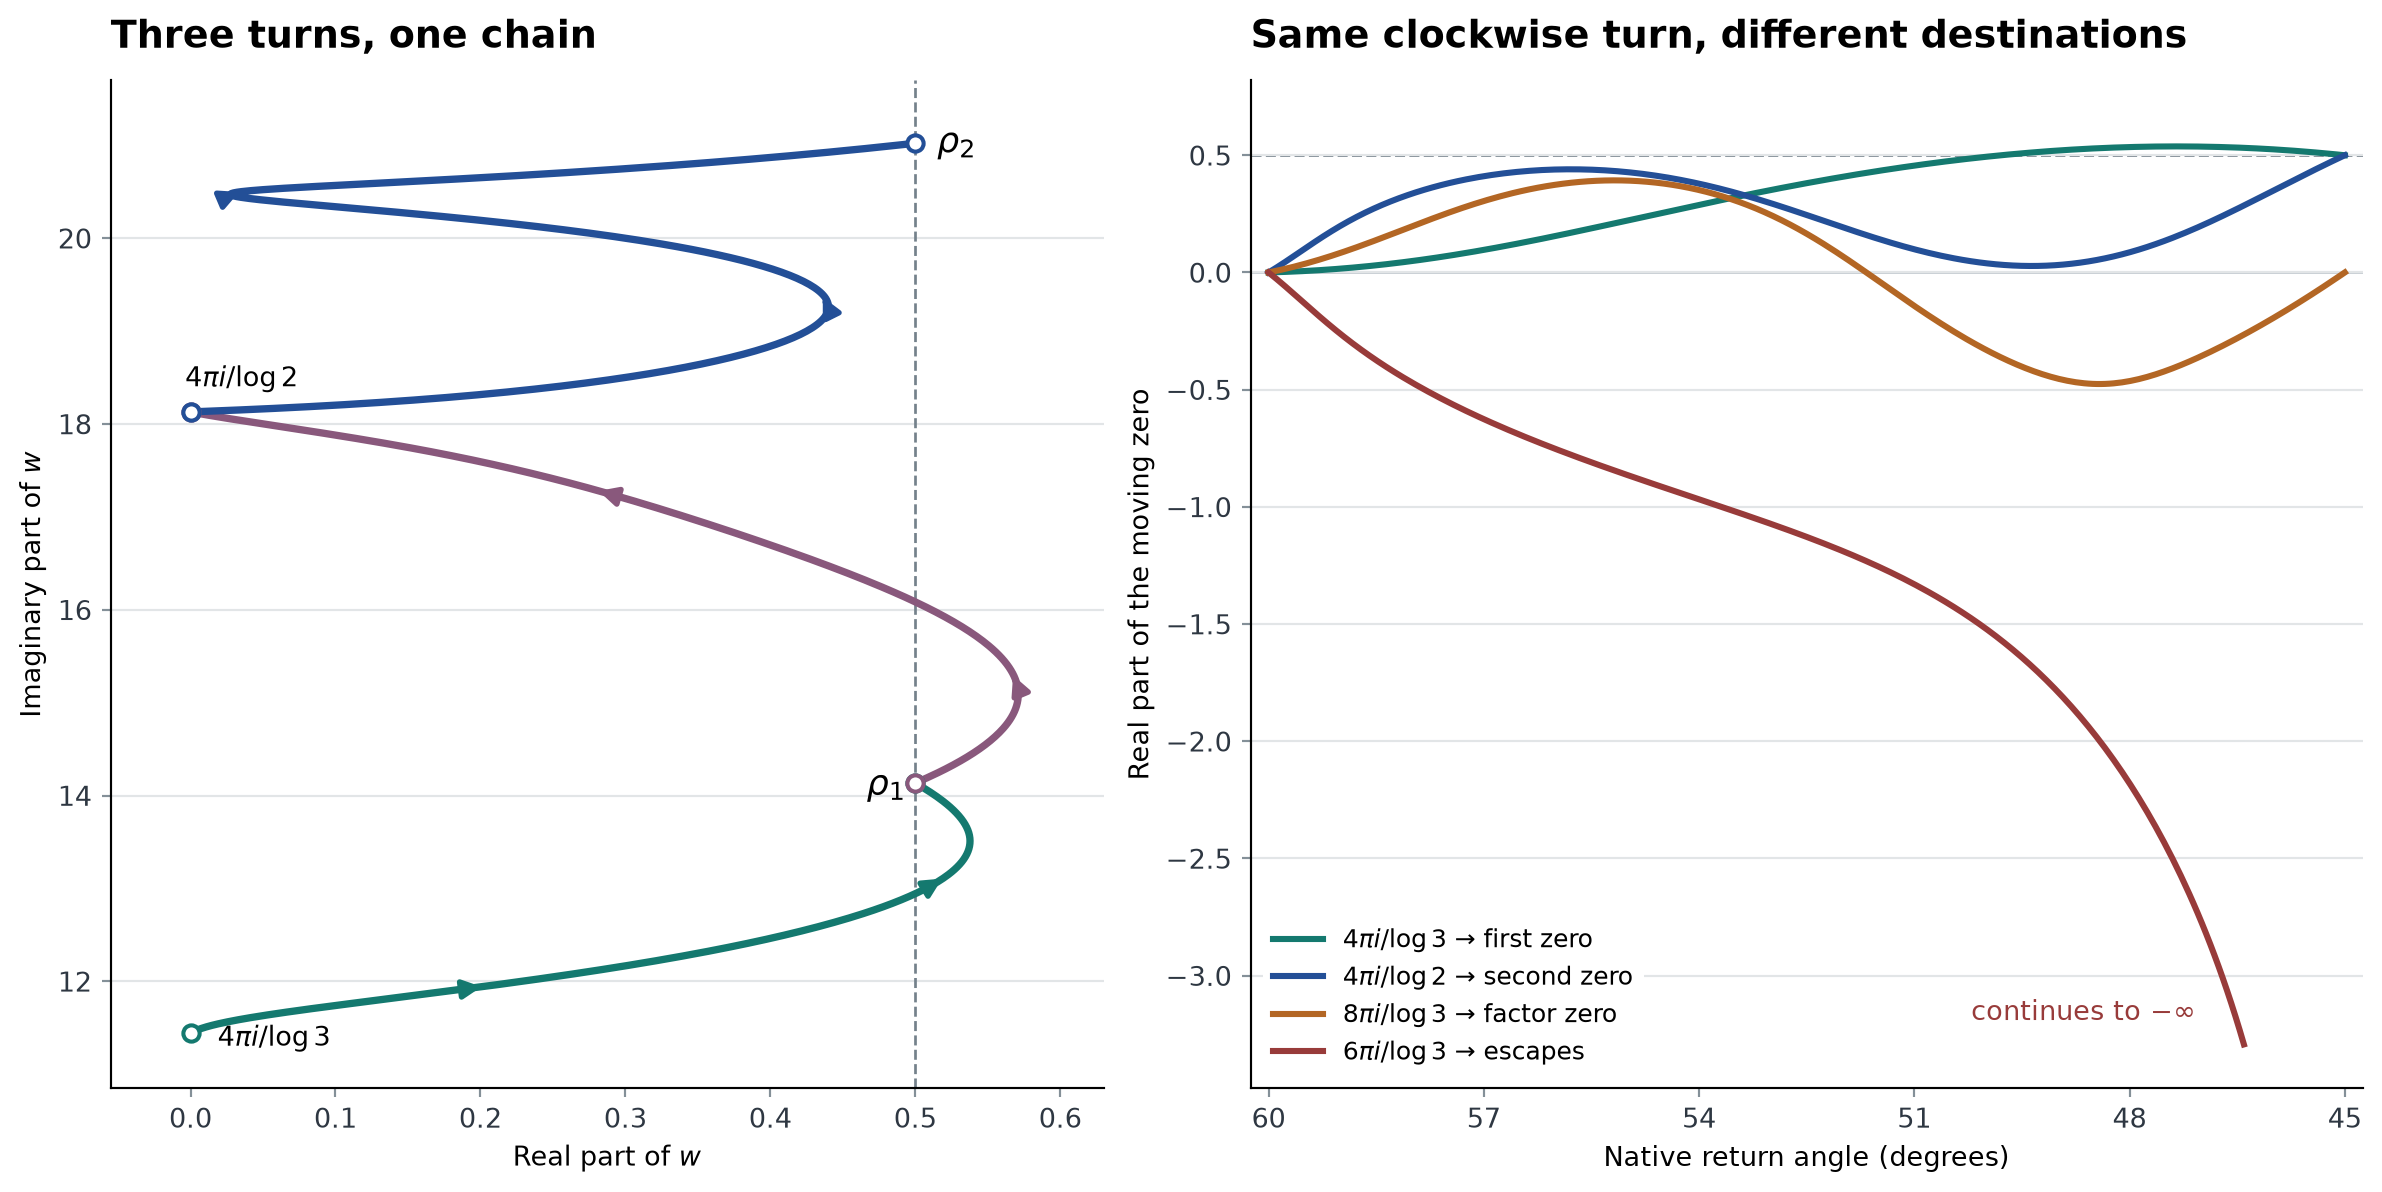 Three turns, one chain
ρ₂
20
4πi/log 2
18
Imaginary part of w
16
ρ₁
14
12
4πi/log 3
0.0 0.1 0.2 0.3 0.4 0.5 0.6
Real part of w
Same clockwise turn, different destinations
0.5
0.0
−0.5
−1.0
−1.5
−2.0
−2.5
−3.0
Real part of the moving zero
4πi/log 3 → first zero
4πi/log 2 → second zero
8πi/log 3 → factor zero
6πi/log 3 → escapes
continues to −∞
60 57 54 51 48 45
Native return angle (degrees)